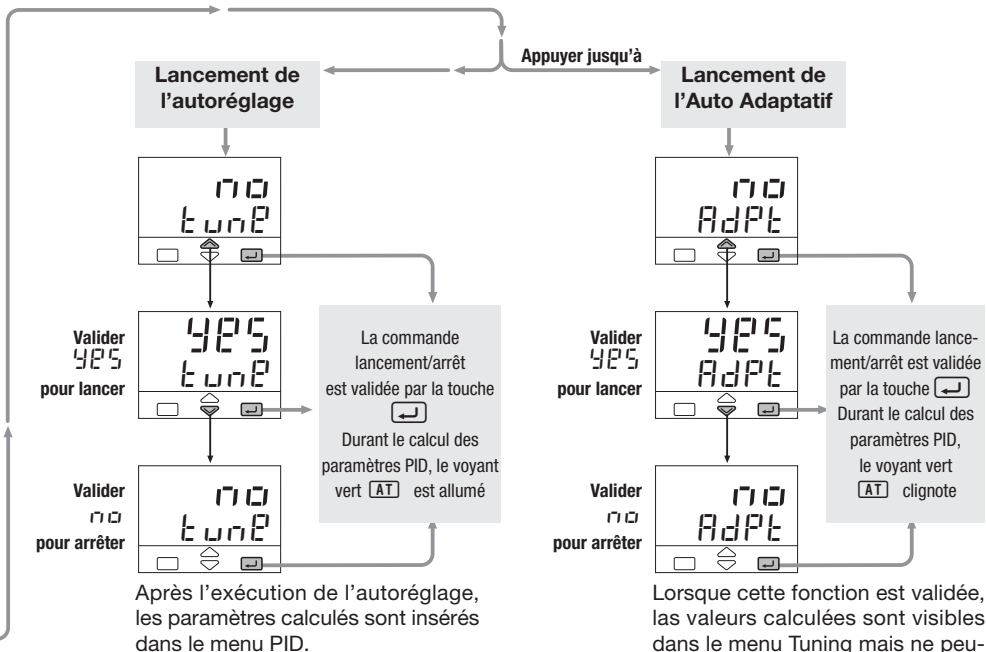 Appuyer jusqu'à
Lancement de
l'autoréglage
no
tune
Valider
yes
pour lancer
yes
tune
La commande
lancement/arrêt
est validée par la touche
Durant le calcul des
paramètres PID, le voyant
vert AT est allumé
Valider
no
pour arrêter
no
tune
Après l'exécution de l'autoréglage,
les paramètres calculés sont insérés
dans le menu PID.
Lancement de
l'Auto Adaptatif
no
AdPt
Valider
yes
pour lancer
yes
AdPt
La commande lance-
ment/arrêt est validée
par la touche
Durant le calcul des
paramètres PID,
le voyant vert
AT clignote
Valider
no
pour arrêter
no
AdPt
Lorsque cette fonction est validée,
las valeurs calculées sont visibles
dans le menu Tuning mais ne peu-